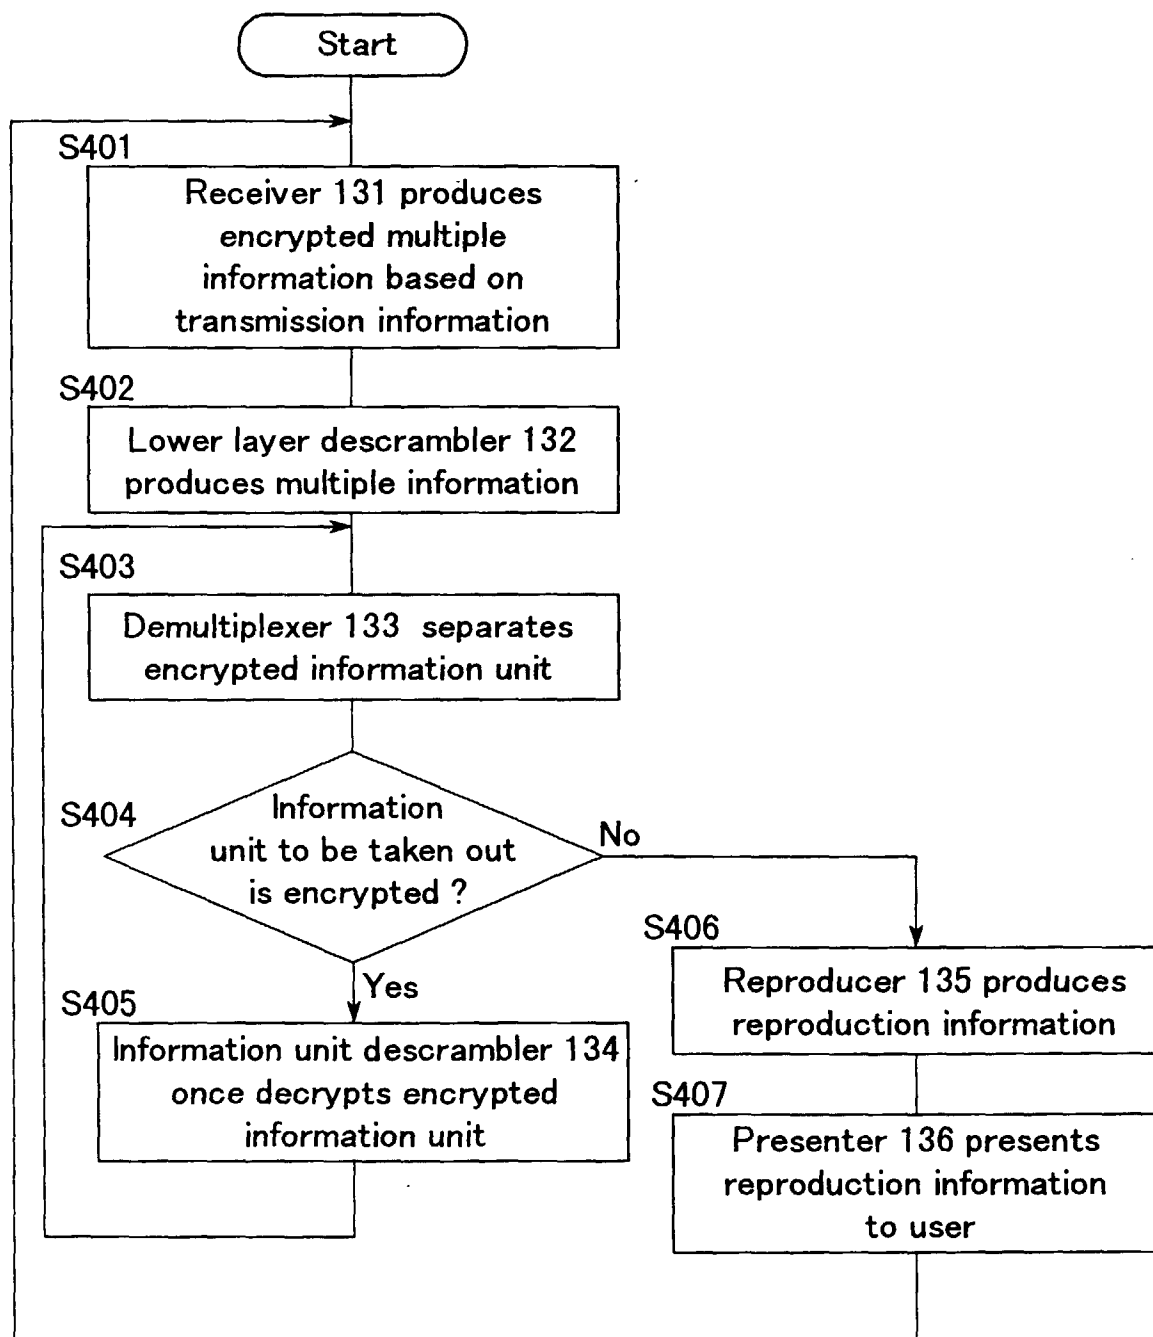 Start
S401
Receiver 131 produces
encrypted multiple
information based on
transmission information
S402
Lower layer descrambler 132
produces multiple information
S403
Demultiplexer 133 separates
encrypted information unit
S404
Information
unit to be taken out
is encrypted ?
No
Yes
S405
Information unit descrambler 134
once decrypts encrypted
information unit
S406
Reproducer 135 produces
reproduction information
S407
Presenter 136 presents
reproduction information
to user